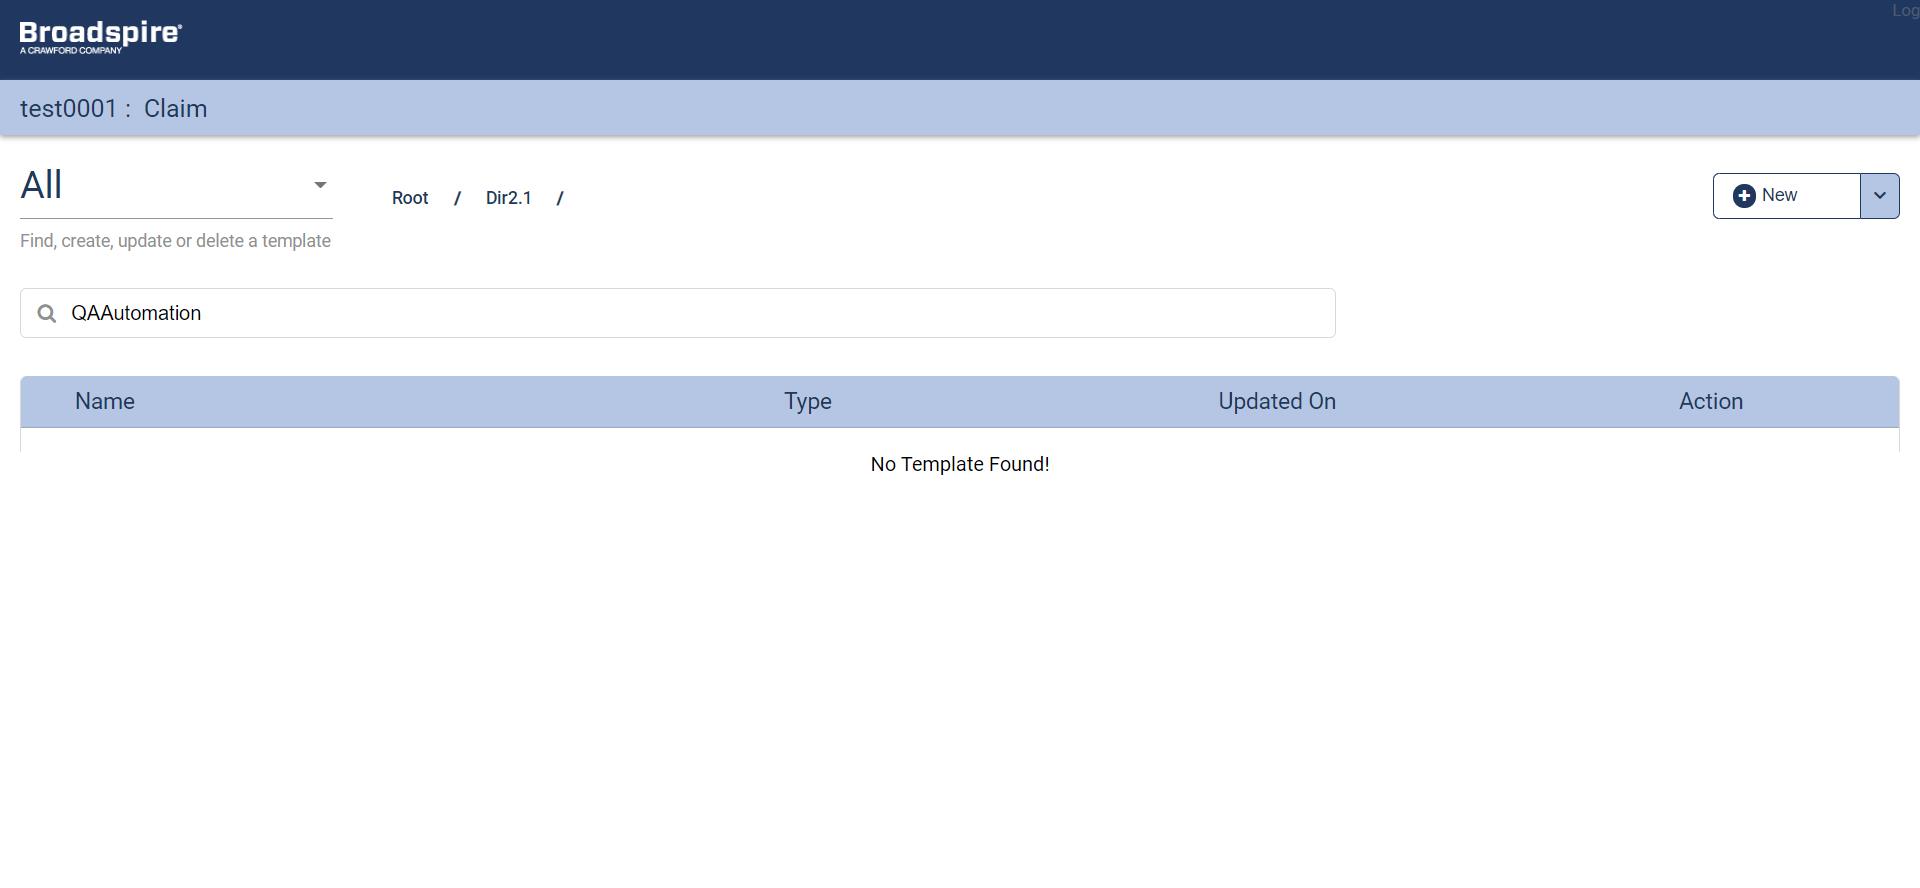 Log
Broadspire®
A CRAWFORD COMPANY
test0001 : Claim
All
Root / Dir2.1 /
New
Find, create, update or delete a template
QAAutomation
Name Type Updated On Action
No Template Found!